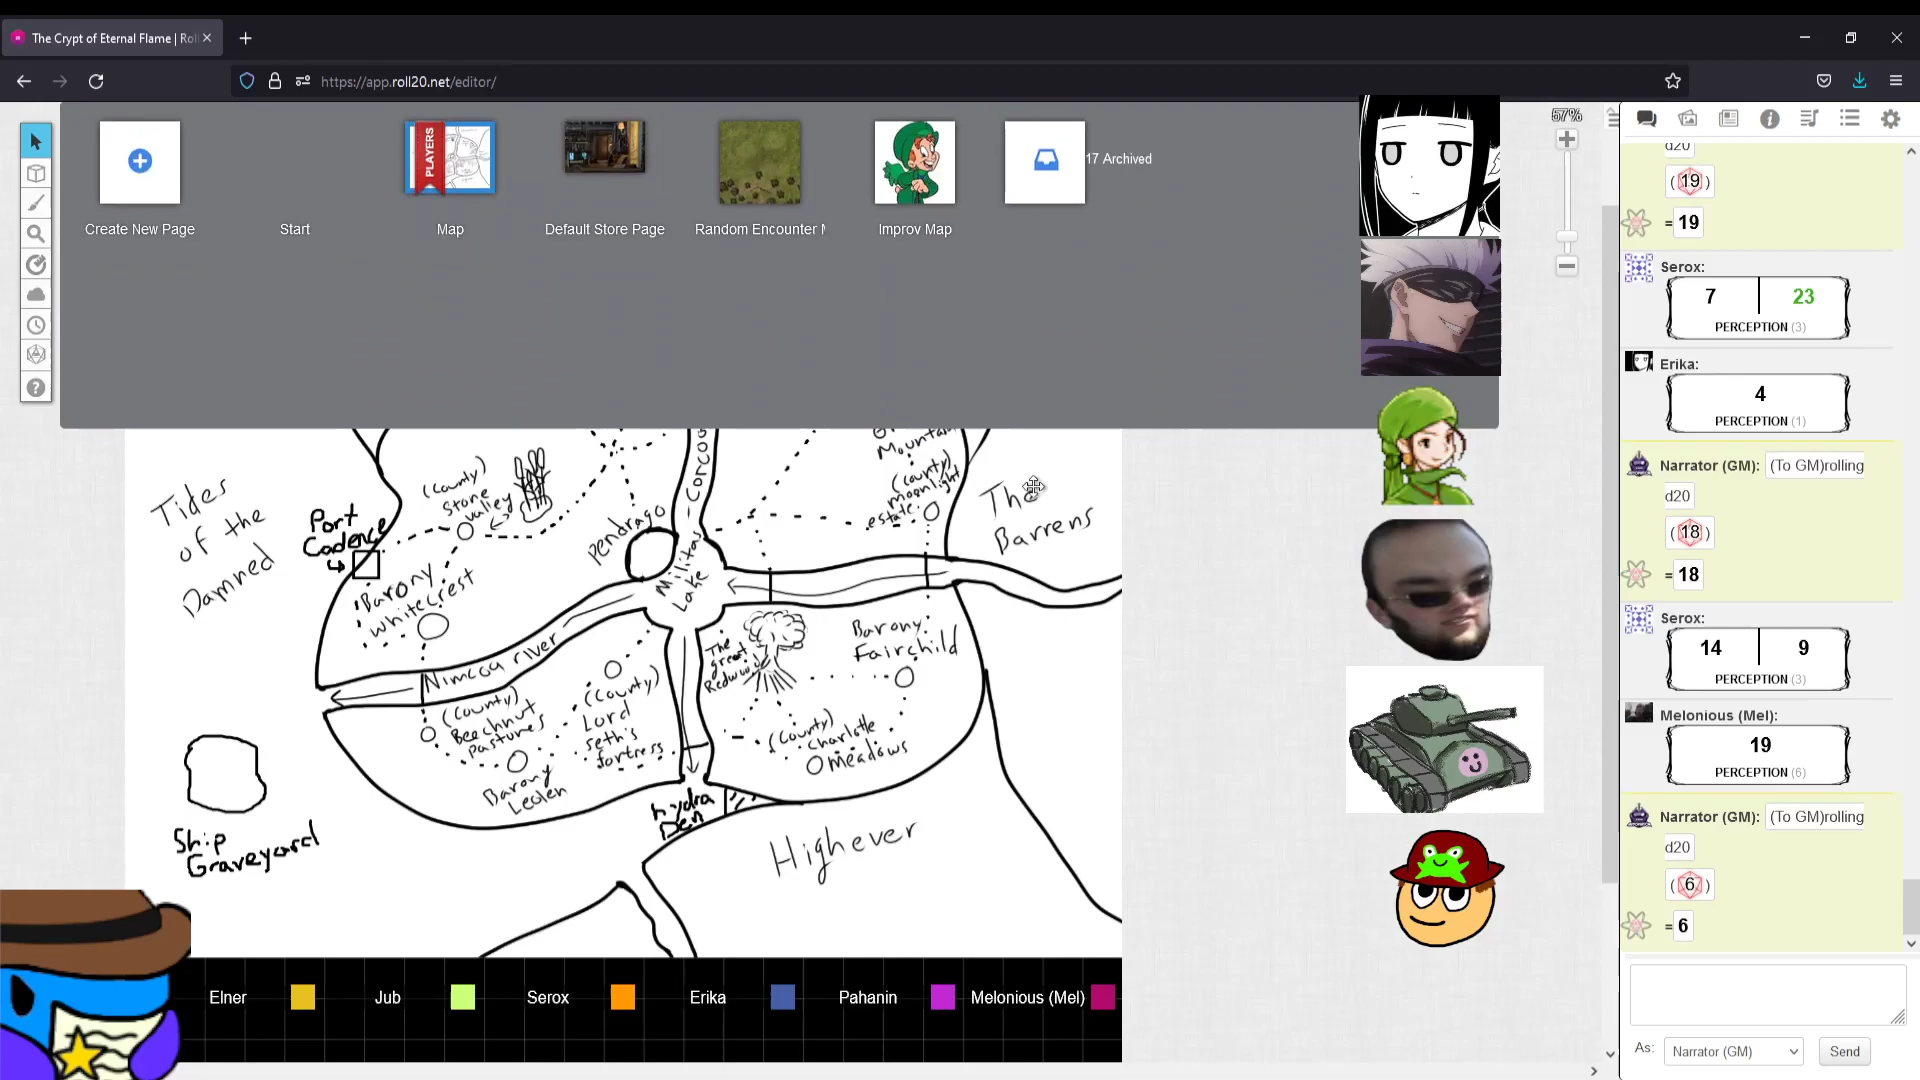 The Crypt of Eternal Flame | Rol
https://app.roll20.net/editor/
PLAYERS
17 Archived
Create New Page
Start
Map
Default Store Page
Random Encounter
Improv Map
57%
Tides
of the
Damned
Port
Cadence
(County)
Stone
valley
Pendrago
Concor
Militas
Lake
Mountain
(County)
moonlight
estate
The
Barrens
Barony
whitecrest
Nimcoa river
The
great
Redwood
Barony
Fairchild
(County)
Beechnut
Pastures
(County)
Lord
Seth's
fortress
(County)
Charlotte
Meadows
Barony
Leolen
hydra
Den
Highever
Ship
Graveyard
Elner
Jub
Serox
Erika
Pahanin
Melonious (Mel)
d20
(19)
=19
Serox:
7 23
PERCEPTION (3)
Erika:
4
PERCEPTION (1)
Narrator (GM): (To GM)rolling
d20
(18)
=18
Serox:
14 9
PERCEPTION (3)
Melonious (Mel):
19
PERCEPTION (6)
Narrator (GM): (To GM)rolling
d20
(6)
=6
As: Narrator (GM) Send